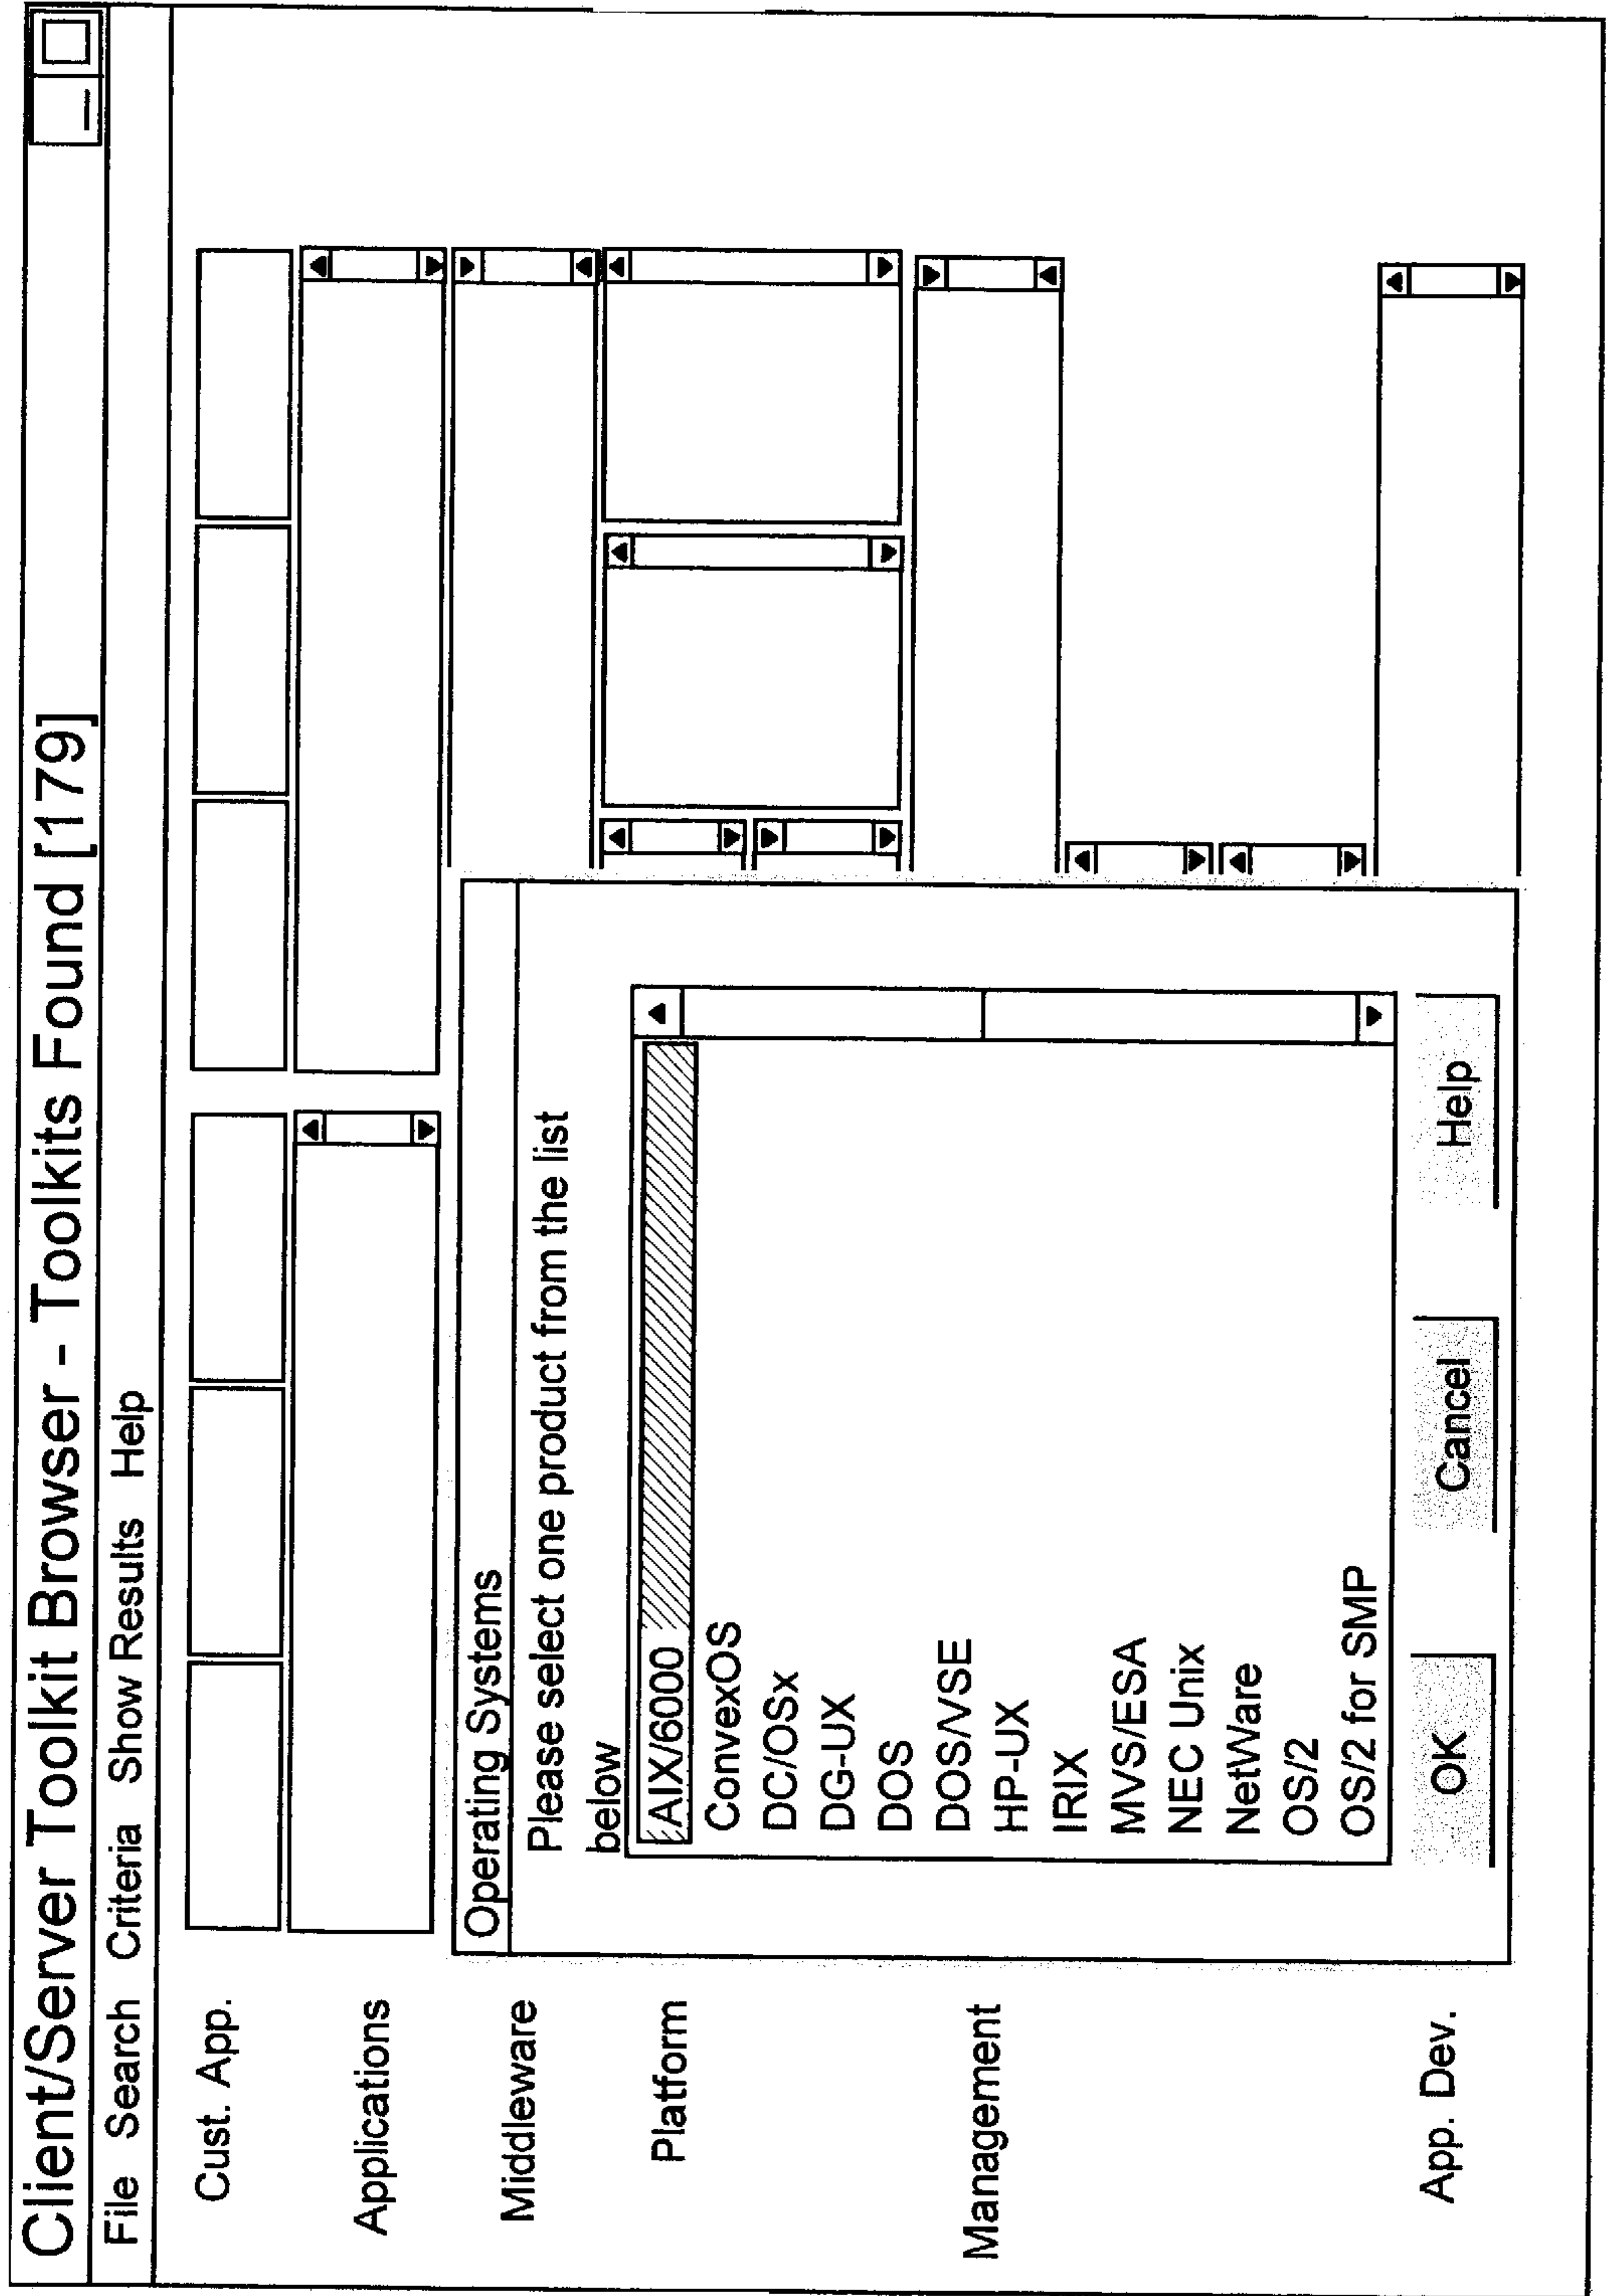 Client/Server Toolkit Browser - Toolkits Found [179]
File Search Criteria Show Results Help
Cust. App.
Applications
Middleware
Platform
Management
App. Dev.
Operating Systems
Please select one product from the list
below
AIX/6000
ConvexOS
DC/OSx
DG-UX
DOS
DOS/VSE
HP-UX
IRIX
MVS/ESA
NEC Unix
NetWare
OS/2
OS/2 for SMP
OK Cancel Help